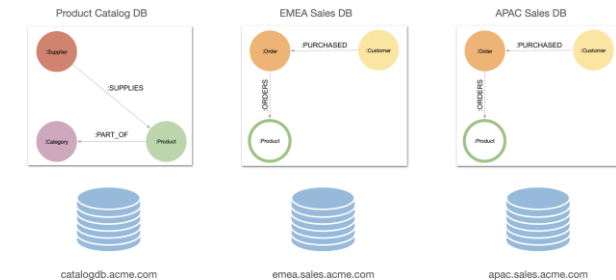 Product Catalog DB
EMEA Sales DB
APAC Sales DB
:Supplier
:SUPPLIES
:Category
:PART_OF
:Product
:Order
:PURCHASED
:Customer
:ORDERS
:Product
:Order
:PURCHASED
:Customer
:ORDERS
:Product
catalogdb.acme.com
emea.sales.acme.com
apac.sales.acme.com